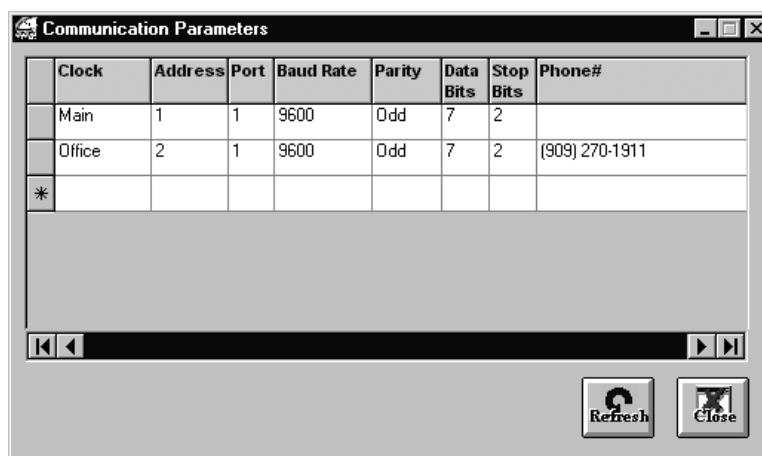 Communication Parameters
Clock Address Port Baud Rate Parity Data Bits Stop Bits Phone#
Main 1 1 9600 Odd 7 2
Office 2 1 9600 Odd 7 2 (909) 270-1911
*
Refresh Close